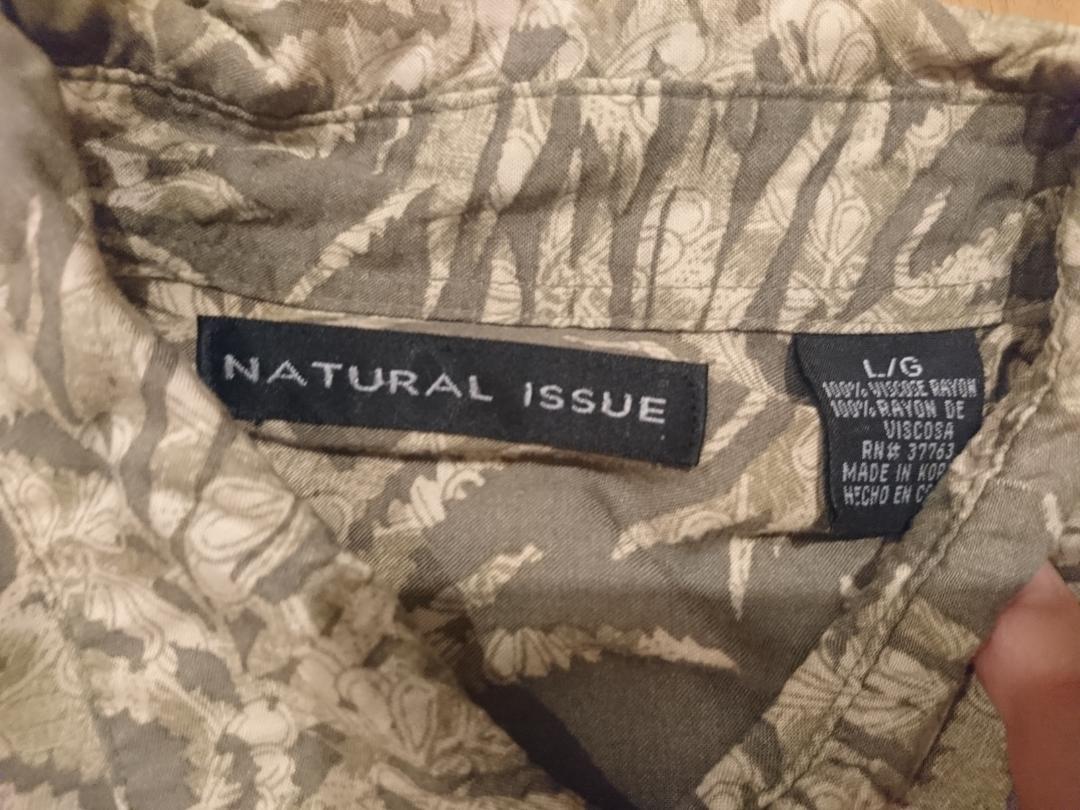 NATURAL ISSUE
L/G
100% VISCOSE RAYON
100% RAYON DE
VISCOSA
RN# 37763
MADE IN
HECHO EN